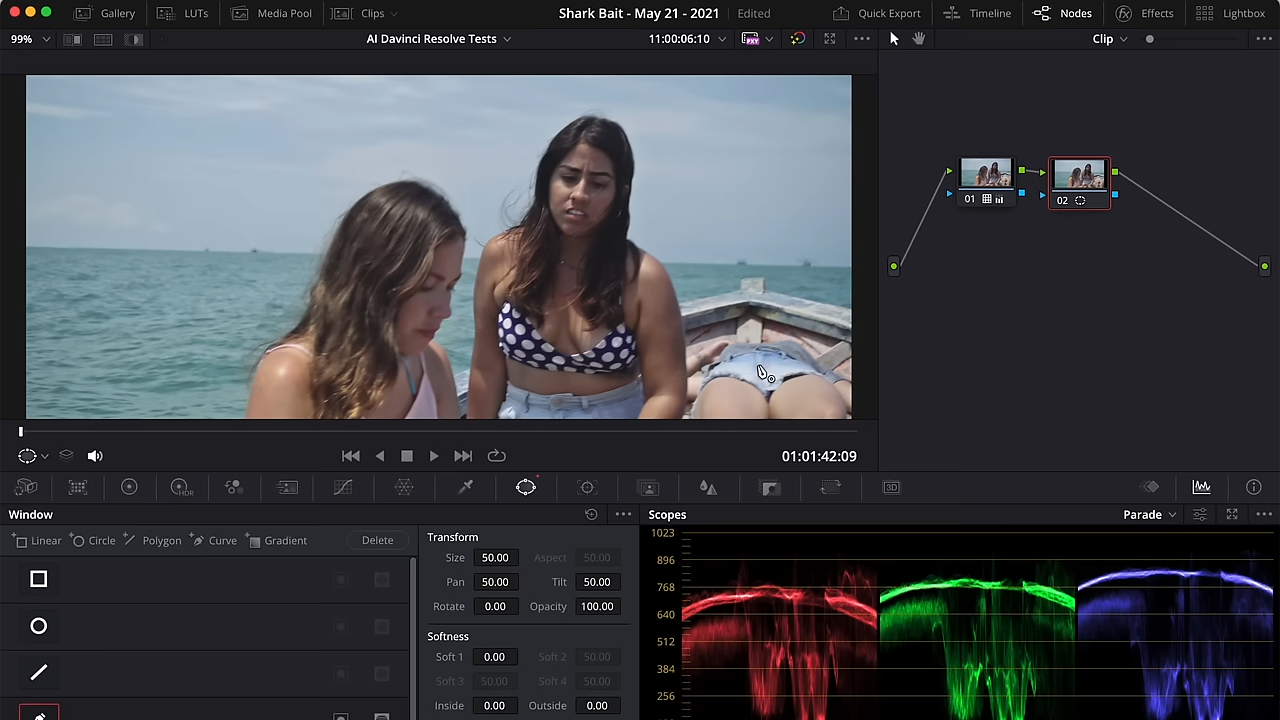 Gallery LUTs Media Pool Clips Shark Bait - May 21 - 2021 Edited Quick Export Timeline Nodes Effects Lightbox
99% AI Davinci Resolve Tests 11:00:06:10 PXY Clip
01 02
01:01:42:09
HDR 3D
Window
Linear Circle Polygon Curve Gradient Delete
Transform
Size 50.00 Aspect 50.00
Pan 50.00 Tilt 50.00
Rotate 0.00 Opacity 100.00
Softness
Soft 1 0.00 Soft 2 50.00
Soft 3 50.00 Soft 4 50.00
Inside 0.00 Outside 0.00
Scopes Parade
1023
896
768
640
512
384
256